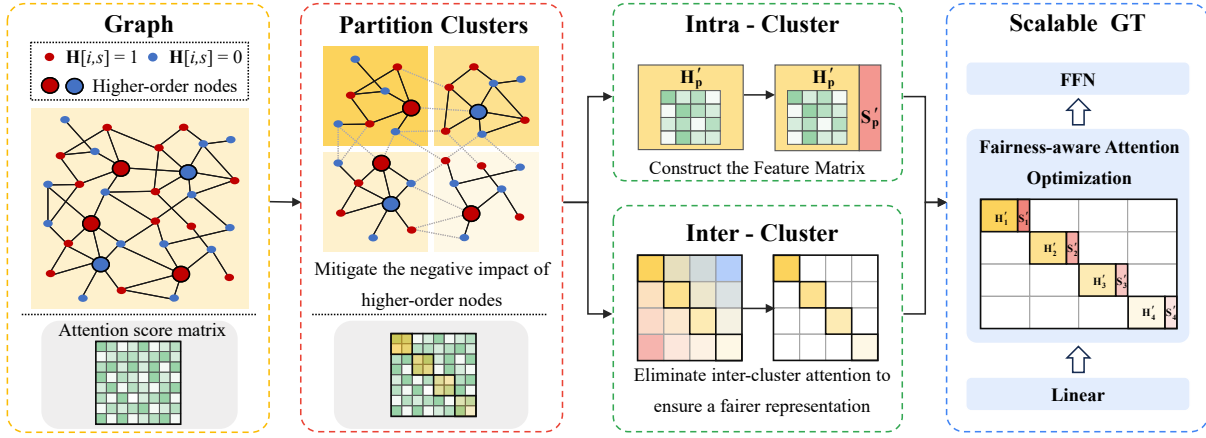 Graph
H[i,s] = 1 H[i,s] = 0
Higher-order nodes
Attention score matrix
Partition Clusters
Mitigate the negative impact of
higher-order nodes
Intra - Cluster
H′p H′p S′p
Construct the Feature Matrix
Inter - Cluster
Eliminate inter-cluster attention to
ensure a fairer representation
Scalable GT
FFN
Fairness-aware Attention
Optimization
H′1 S′1
H′2 S′2
H′3 S′3
H′4 S′4
Linear